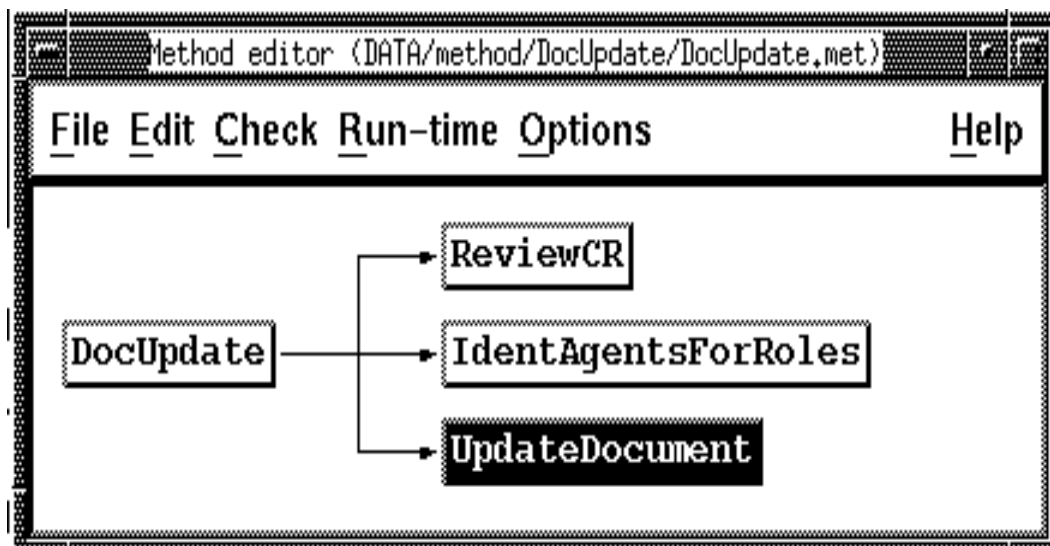 Method editor (DATA/method/DocUpdate/DocUpdate.met)
File Edit Check Run-time Options Help
ReviewCR
DocUpdate IdentAgentsForRoles
UpdateDocument